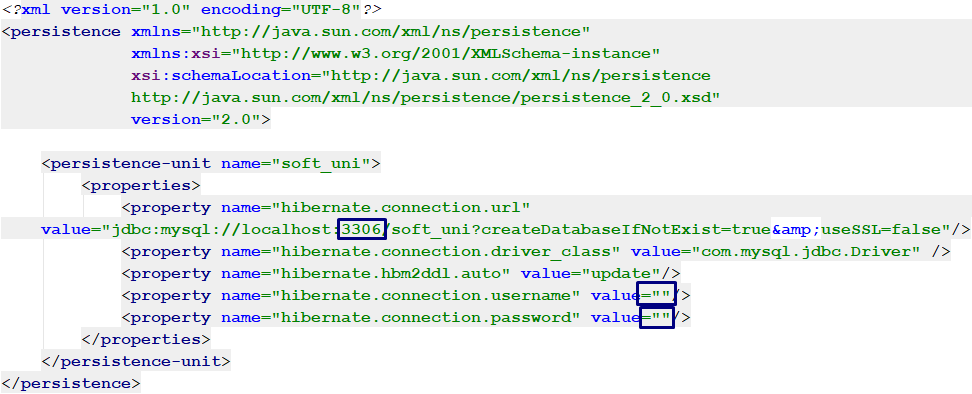 <?xml version="1.0" encoding="UTF-8"?>
<persistence xmlns="http://java.sun.com/xml/ns/persistence"
             xmlns:xsi="http://www.w3.org/2001/XMLSchema-instance"
             xsi:schemaLocation="http://java.sun.com/xml/ns/persistence
             http://java.sun.com/xml/ns/persistence/persistence_2_0.xsd"
             version="2.0">
    <persistence-unit name="soft_uni">
        <properties>
            <property name="hibernate.connection.url"
    value="jdbc:mysql://localhost:3306/soft_uni?createDatabaseIfNotExist=true&amp;useSSL=false"/>
            <property name="hibernate.connection.driver_class" value="com.mysql.jdbc.Driver" />
            <property name="hibernate.hbm2ddl.auto" value="update"/>
            <property name="hibernate.connection.username" value=""/>
            <property name="hibernate.connection.password" value=""/>
        </properties>
    </persistence-unit>
</persistence>